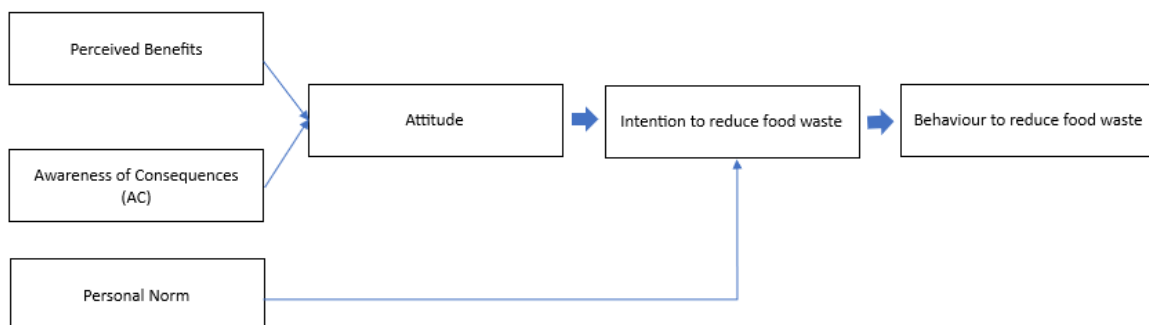 Perceived Benefits
Attitude
Intention to reduce food waste
Behaviour to reduce food waste
Awareness of Consequences
(AC)
Personal Norm